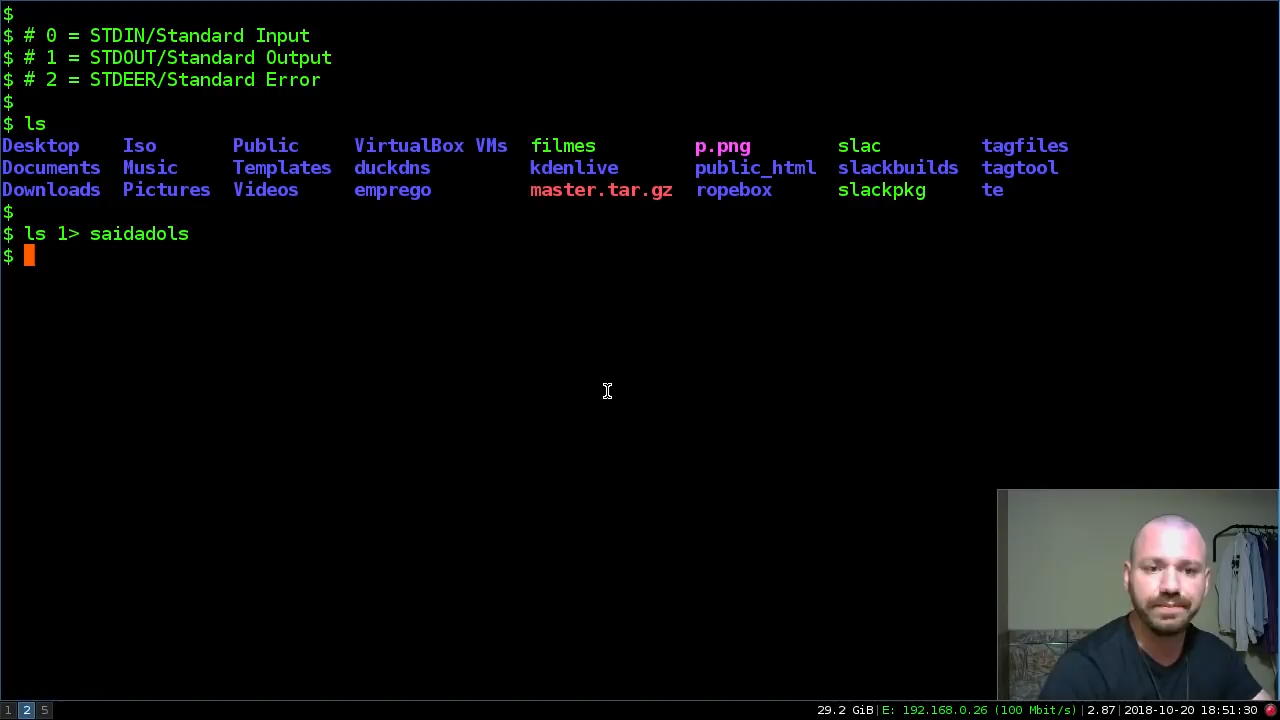 $
$ # 0 = STDIN/Standard Input
$ # 1 = STDOUT/Standard Output
$ # 2 = STDEER/Standard Error
$
$ ls
Desktop Iso Public VirtualBox VMs filmes p.png slac tagfiles
Documents Music Templates duckdns kdenlive public_html slackbuilds tagtool
Downloads Pictures Videos emprego master.tar.gz ropebox slackpkg te
$
$ ls 1> saidadols
$
1 2 5 29.2 GiB|E: 192.168.0.26 (100 Mbit/s)|2.87|2018-10-20 18:51:30